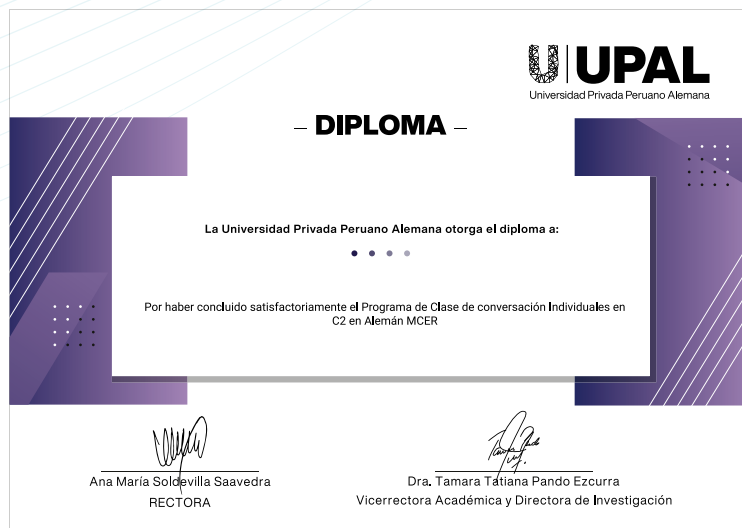 UPAL
Universidad Privada Peruano Alemana
– DIPLOMA –
La Universidad Privada Peruano Alemana otorga el diploma a:
Por haber concluido satisfactoriamente el Programa de Clase de conversación Individuales en
C2 en Alemán MCER
Ana María Soldevilla Saavedra
RECTORA
Dra. Tamara Tatiana Pando Ezcurra
Vicerrectora Académica y Directora de Investigación